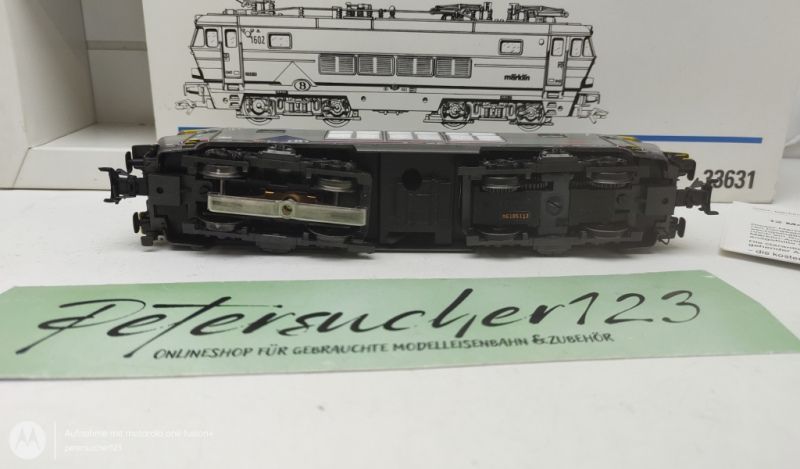 1602
B
märklin
33631
Petersucher123
ONLINESHOP FÜR GEBRAUCHTE MODELLEISENBAHN & ZUBEHÖR
Aufnahme mit motorola one fusion+
petersucher123